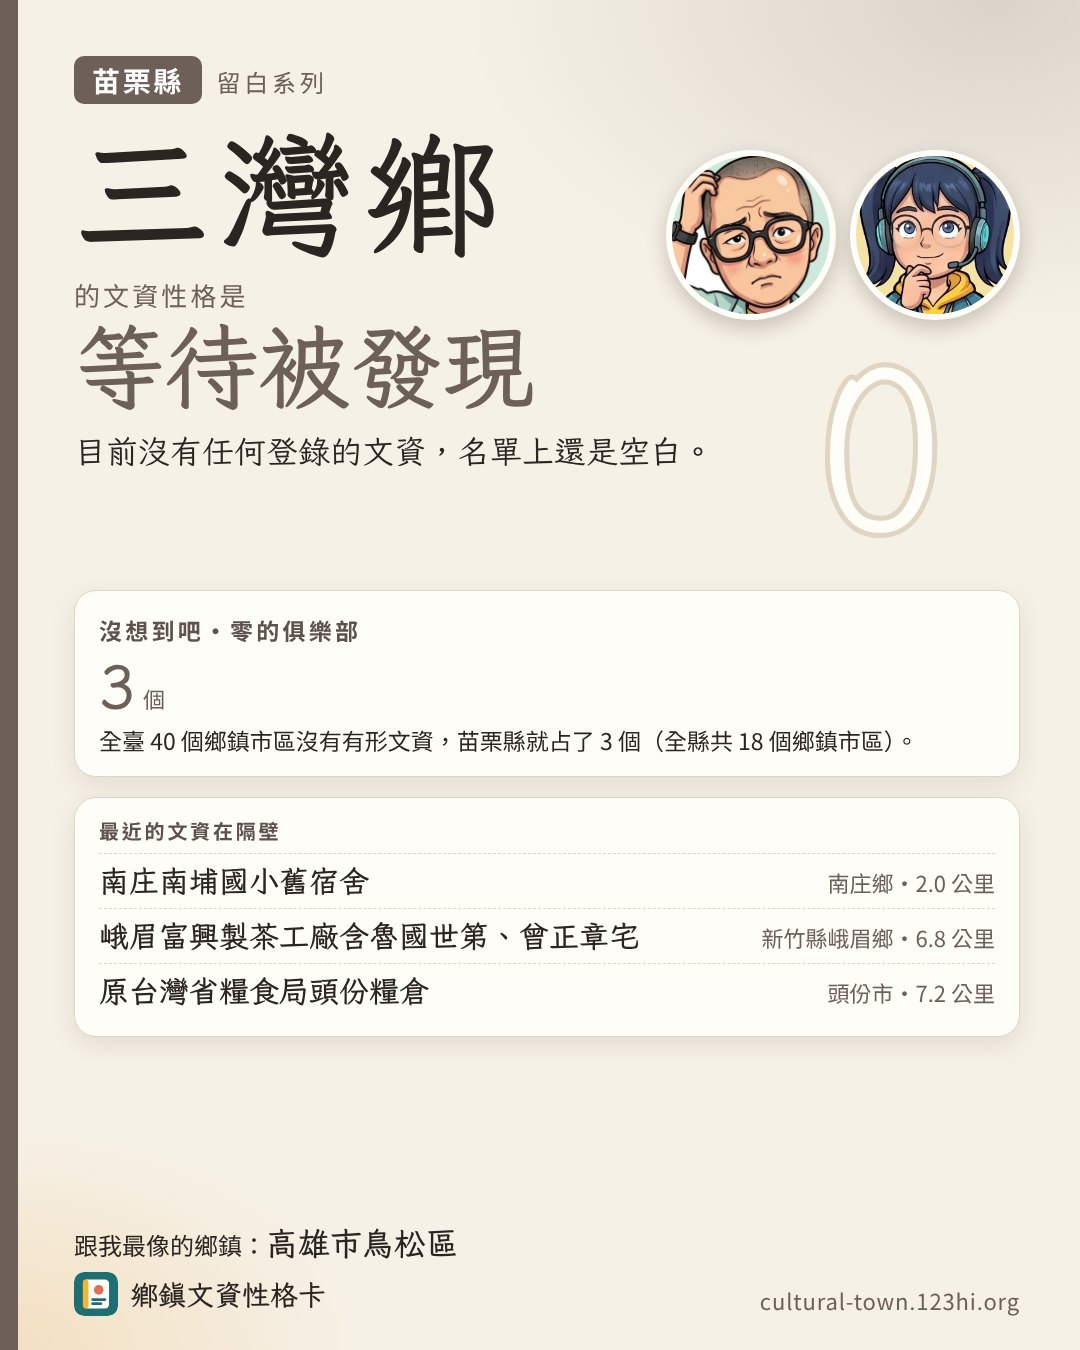 苗栗縣 留白系列
三灣鄉
的文資性格是
等待被發現
目前沒有任何登錄的文資，名單上還是空白。
0
沒想到吧・零的俱樂部
3 個
全臺 40 個鄉鎮市區沒有有形文資，苗栗縣就占了 3 個（全縣共 18 個鄉鎮市區）。
最近的文資在隔壁
南庄南埔國小舊宿舍 南庄鄉・2.0 公里
峨眉富興製茶工廠含魯國世第、曾正章宅 新竹縣峨眉鄉・6.8 公里
原台灣省糧食局頭份糧倉 頭份市・7.2 公里
跟我最像的鄉鎮：高雄市鳥松區
鄉鎮文資性格卡
cultural-town.123hi.org